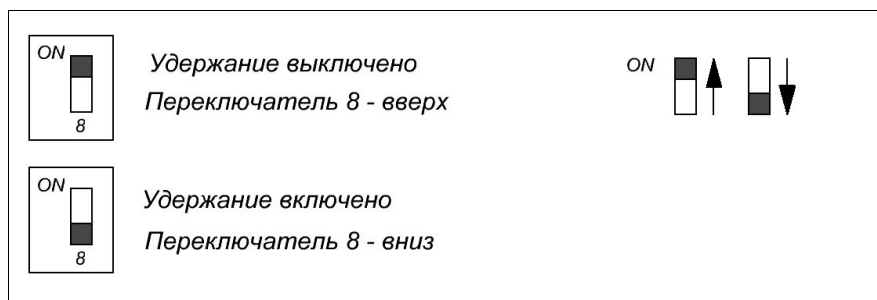 ON
8
Удержание выключено
Переключатель 8 - вверх
ON
ON
8
Удержание включено
Переключатель 8 - вниз